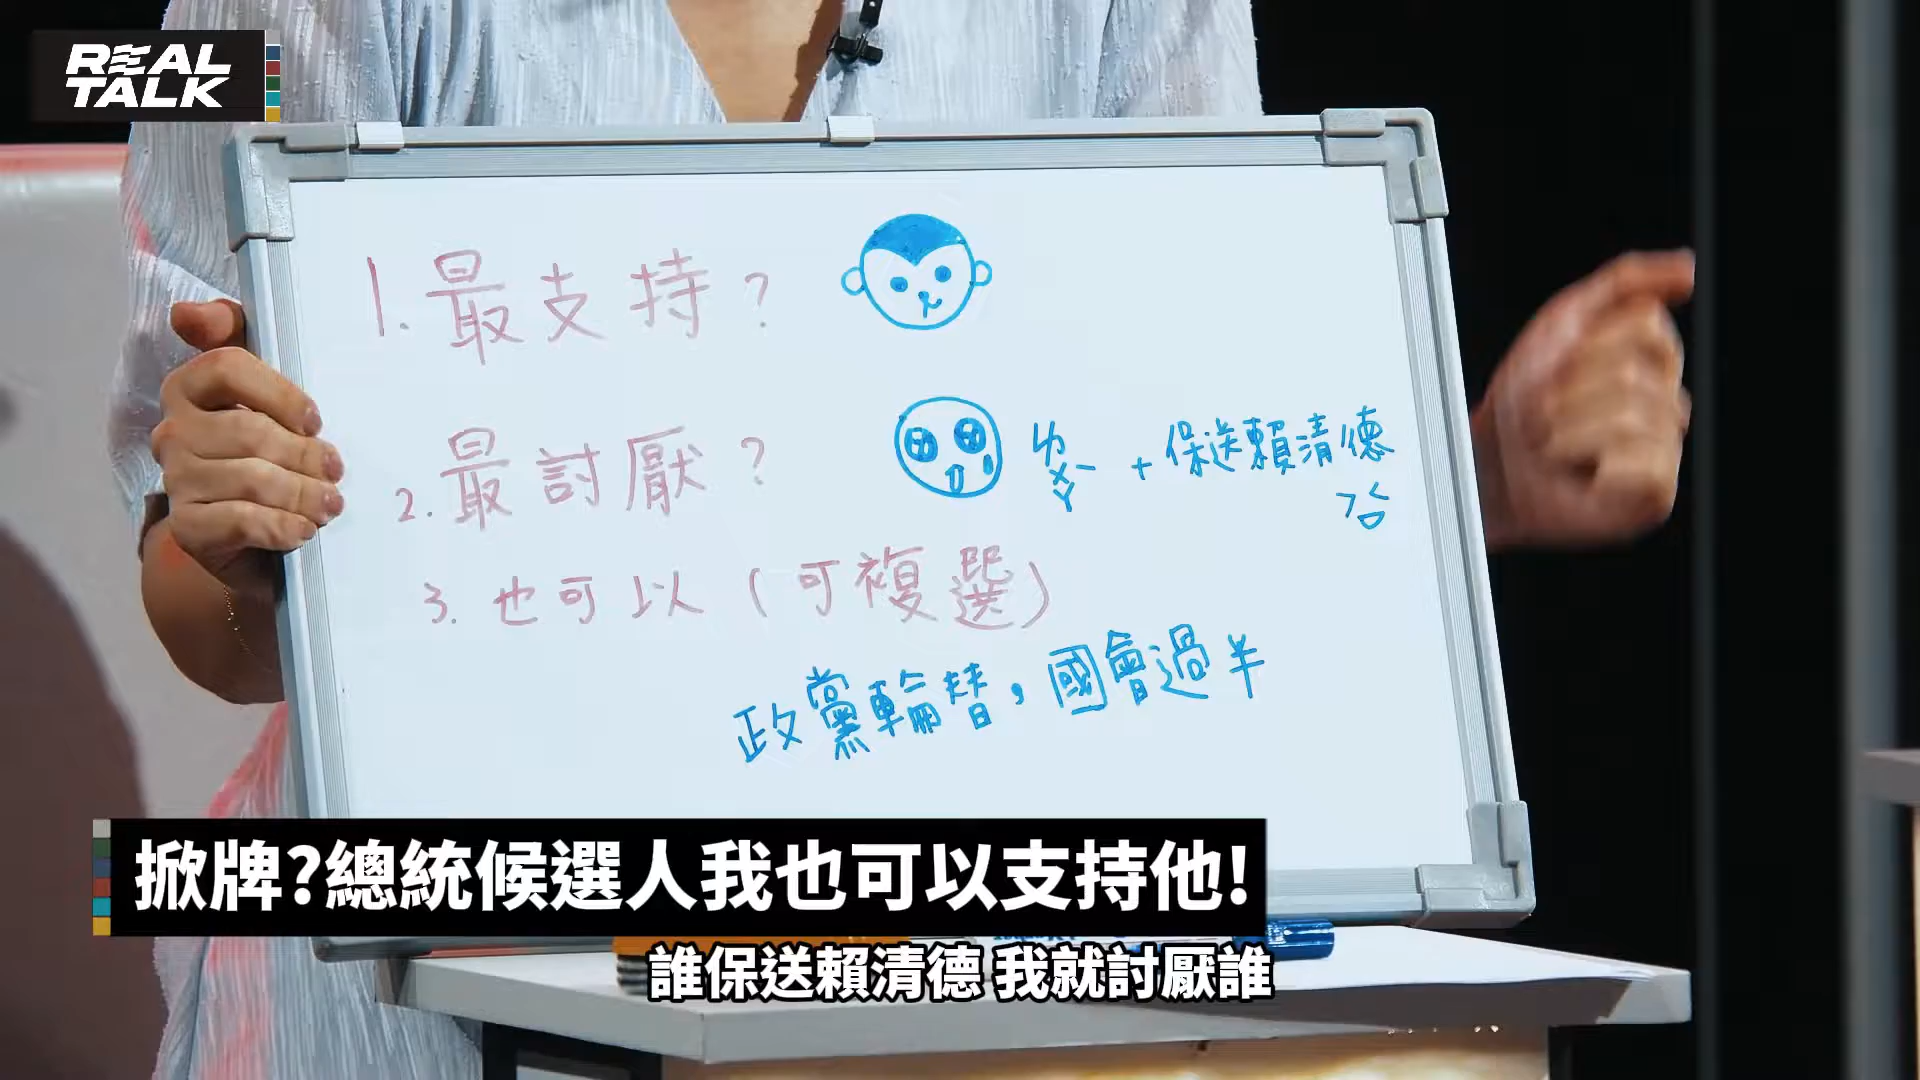 REAL
TALK
1. 最支持?
2. 最討厭? + 保送賴清德
3. 也可以 (可複選)
政黨輪替,國會過半
掀牌?總統候選人我也可以支持他!
誰保送賴清德 我就討厭誰